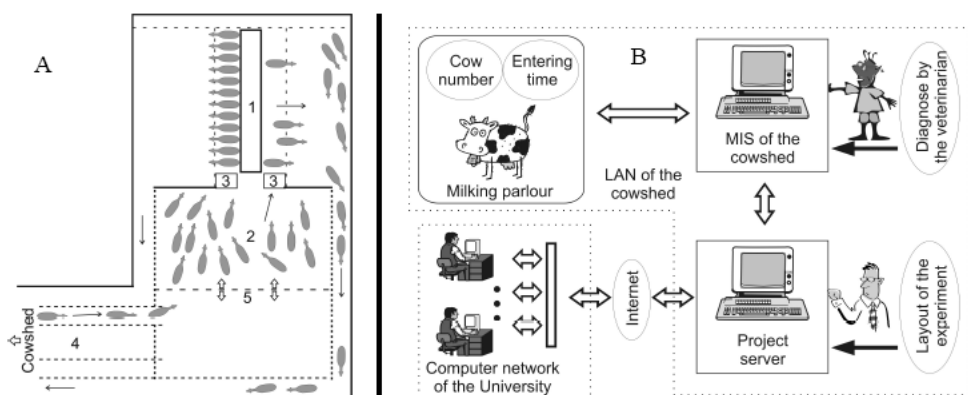 A
1
3
3
2
5
4
Cowshed
B
Cow
number
Entering
time
Milking parlour
LAN of the
cowshed
MIS of the
cowshed
Diagnose by
the veterinarian
Computer network
of the University
Internet
Project
server
Layout of the
experiment